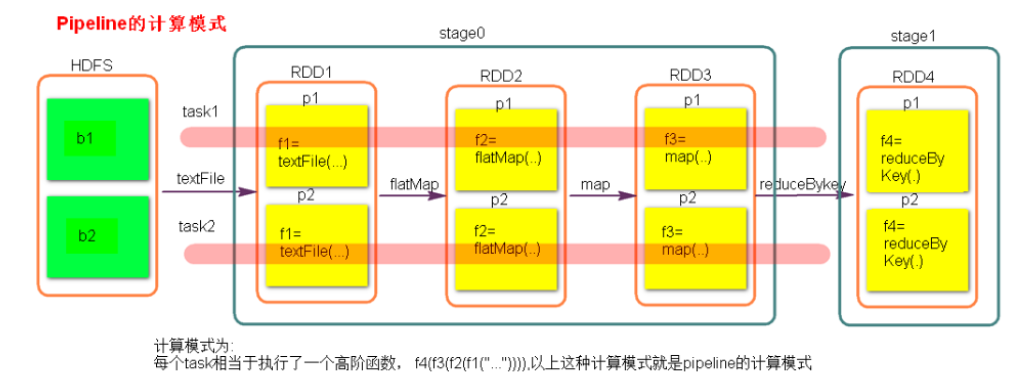 Pipeline的计算模式
stage0
stage1
HDFS
RDD1
RDD2
RDD3
RDD4
p1
p1
p1
p1
task1
b1
f1=
textFile(...)
f2=
flatMap(..)
f3=
map(..)
f4=
reduceBy
Key(.)
textFile
flatMap
map
reduceBykey
p2
p2
p2
p2
task2
b2
f1=
textFile(...)
f2=
flatMap(..)
f3=
map(..)
f4=
reduceBy
Key(.)
计算模式为:
每个task相当于执行了一个高阶函数， f4(f3(f2(f1("...")))),以上这种计算模式就是pipeline的计算模式